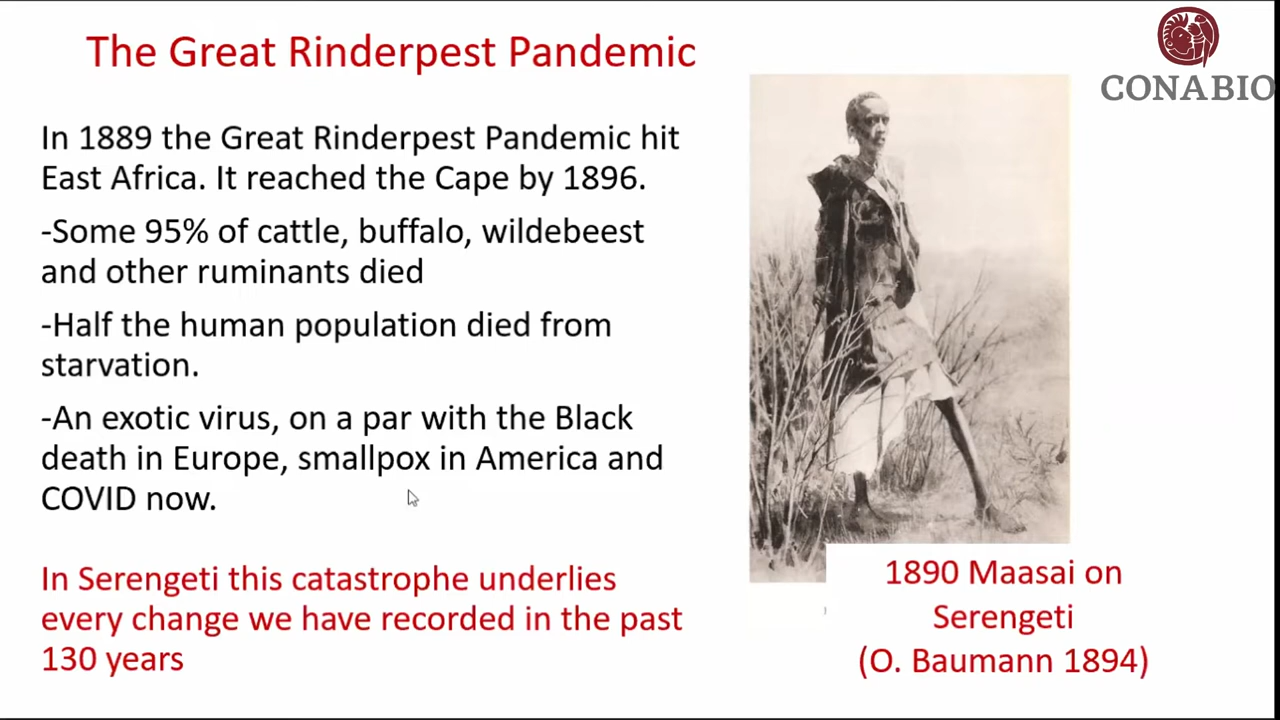 The Great Rinderpest Pandemic
CONABIO
In 1889 the Great Rinderpest Pandemic hit
East Africa. It reached the Cape by 1896.
-Some 95% of cattle, buffalo, wildebeest
and other ruminants died
-Half the human population died from
starvation.
-An exotic virus, on a par with the Black
death in Europe, smallpox in America and
COVID now.
In Serengeti this catastrophe underlies
every change we have recorded in the past
130 years
1890 Maasai on
Serengeti
(O. Baumann 1894)